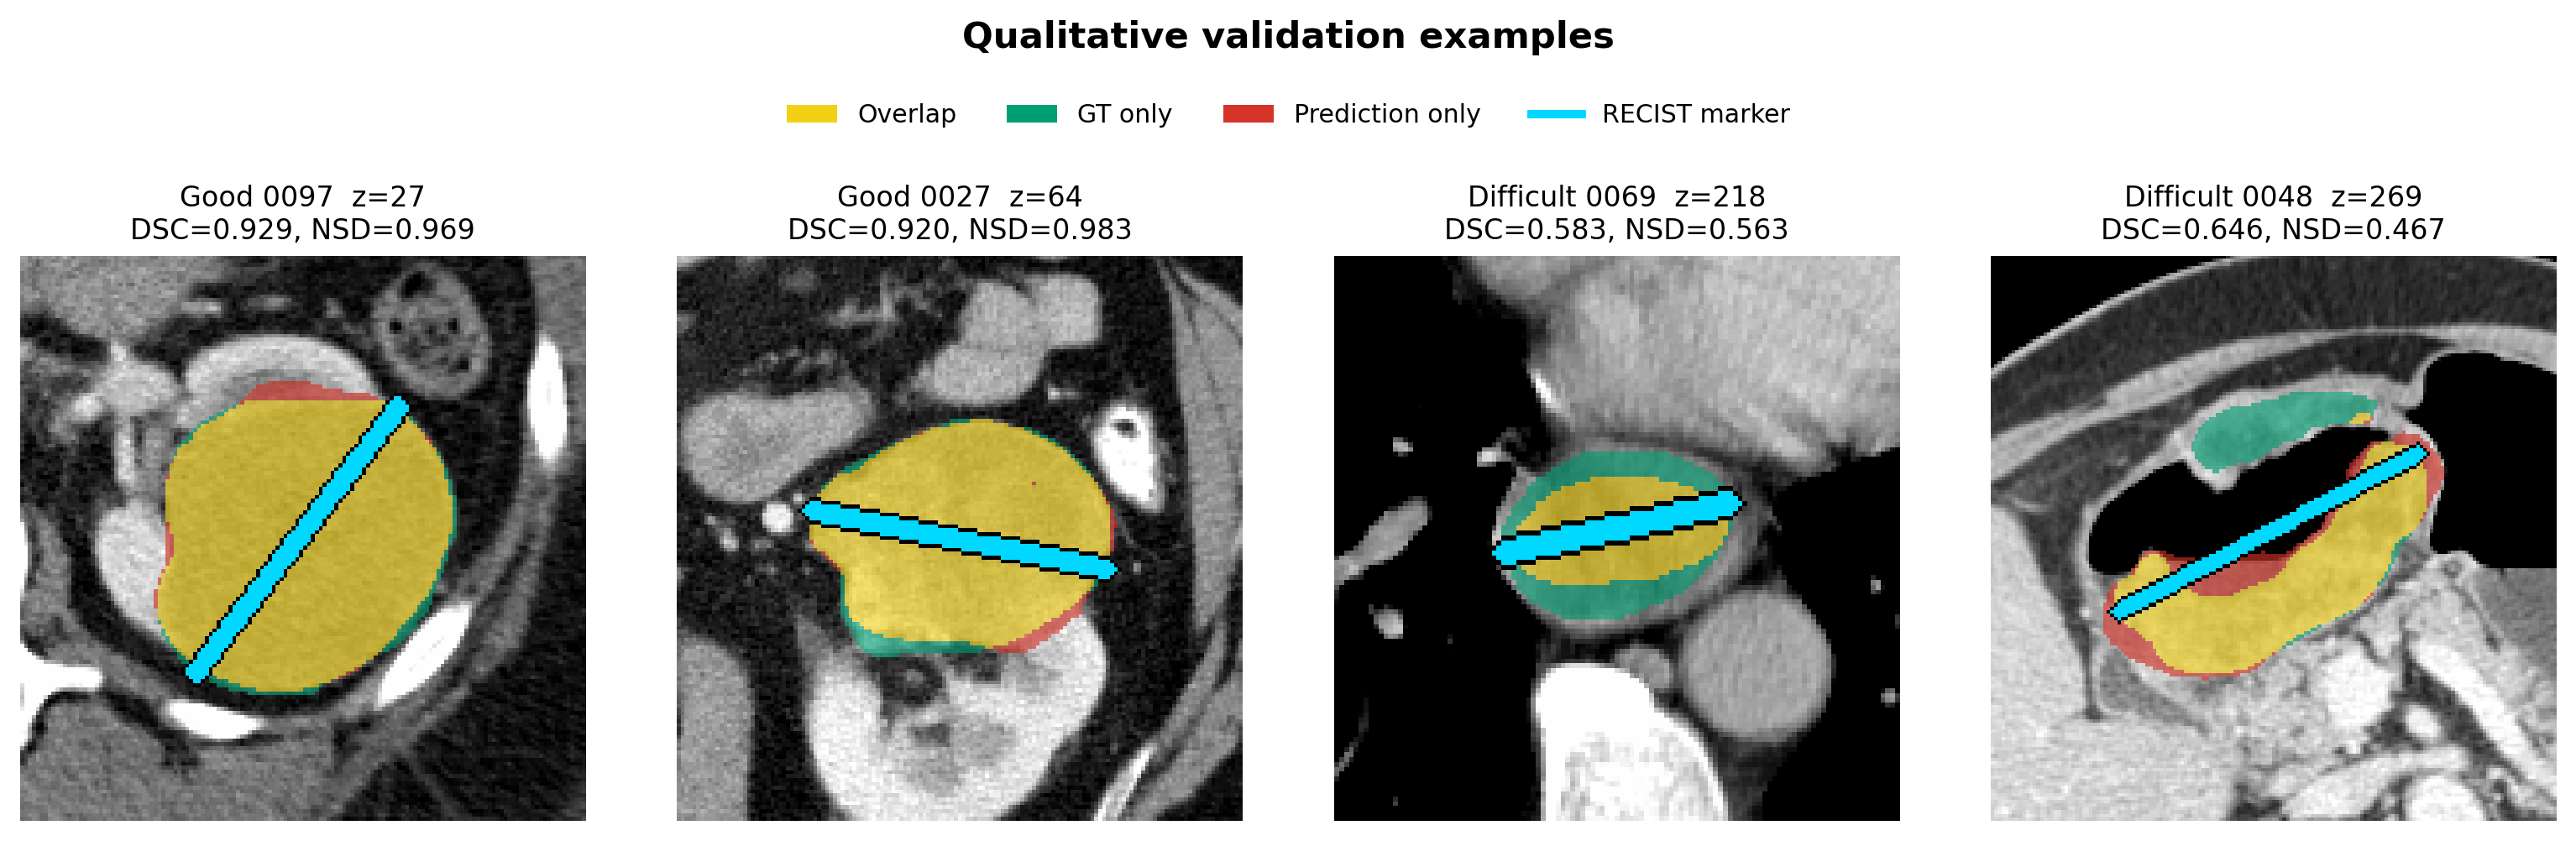 Qualitative validation examples
Overlap GT only Prediction only RECIST marker
Good 0097 z=27
DSC=0.929, NSD=0.969
Good 0027 z=64
DSC=0.920, NSD=0.983
Difficult 0069 z=218
DSC=0.583, NSD=0.563
Difficult 0048 z=269
DSC=0.646, NSD=0.467